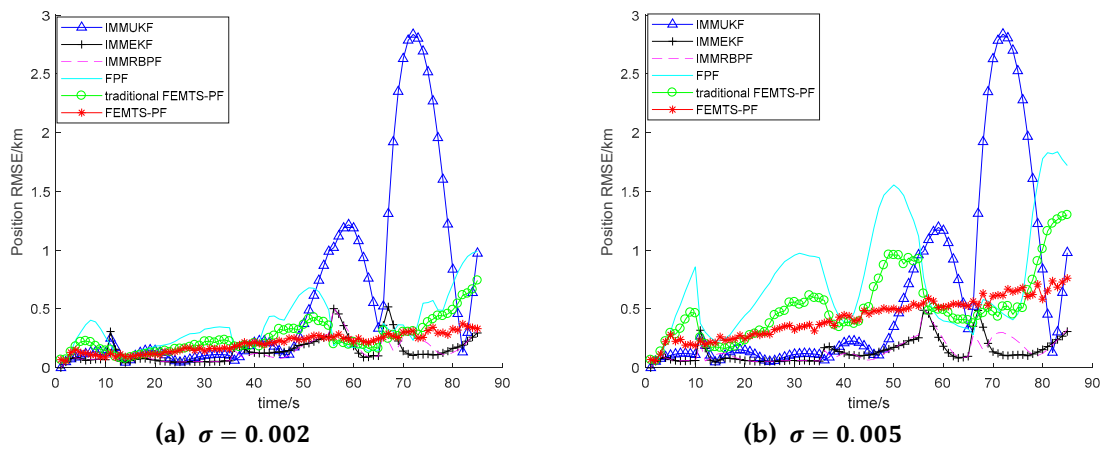 3
2.5
2
1.5
1
0.5
0
Position RMSE/km
IMMUKF
IMMEKF
IMMRBPF
FPF
traditional FEMTS-PF
FEMTS-PF
0 10 20 30 40 50 60 70 80 90
time/s
(a) σ = 0.002
3
2.5
2
1.5
1
0.5
0
Position RMSE/km
IMMUKF
IMMEKF
IMMRBPF
FPF
traditional FEMTS-PF
FEMTS-PF
0 10 20 30 40 50 60 70 80 90
time/s
(b) σ = 0.005